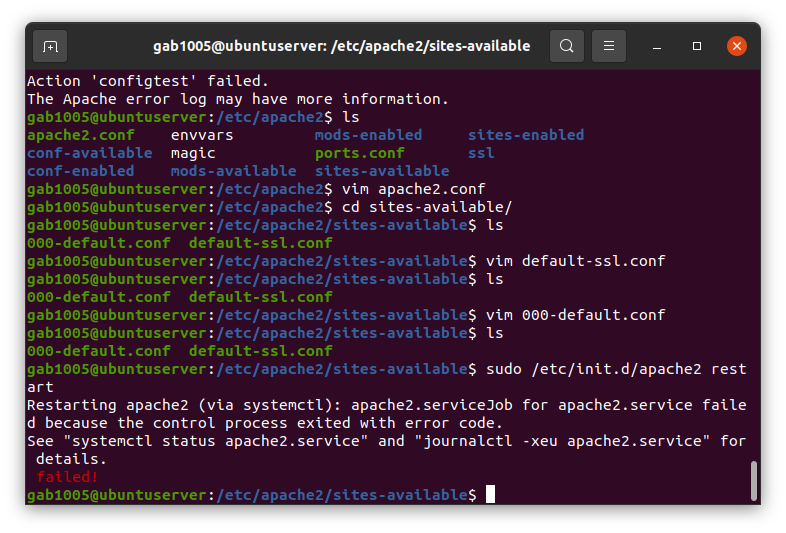 gab1005@ubuntuserver: /etc/apache2/sites-available
Action 'configtest' failed.
The Apache error log may have more information.
gab1005@ubuntuserver:/etc/apache2$ ls
apache2.conf    envvars         mods-enabled     sites-enabled
conf-available  magic           ports.conf       ssl
conf-enabled    mods-available  sites-available
gab1005@ubuntuserver:/etc/apache2$ vim apache2.conf
gab1005@ubuntuserver:/etc/apache2$ cd sites-available/
gab1005@ubuntuserver:/etc/apache2/sites-available$ ls
000-default.conf  default-ssl.conf
gab1005@ubuntuserver:/etc/apache2/sites-available$ vim default-ssl.conf
gab1005@ubuntuserver:/etc/apache2/sites-available$ ls
000-default.conf  default-ssl.conf
gab1005@ubuntuserver:/etc/apache2/sites-available$ vim 000-default.conf
gab1005@ubuntuserver:/etc/apache2/sites-available$ ls
000-default.conf  default-ssl.conf
gab1005@ubuntuserver:/etc/apache2/sites-available$ sudo /etc/init.d/apache2 rest
art
Restarting apache2 (via systemctl): apache2.serviceJob for apache2.service faile
d because the control process exited with error code.
See "systemctl status apache2.service" and "journalctl -xeu apache2.service" for
 details.
 failed!
gab1005@ubuntuserver:/etc/apache2/sites-available$